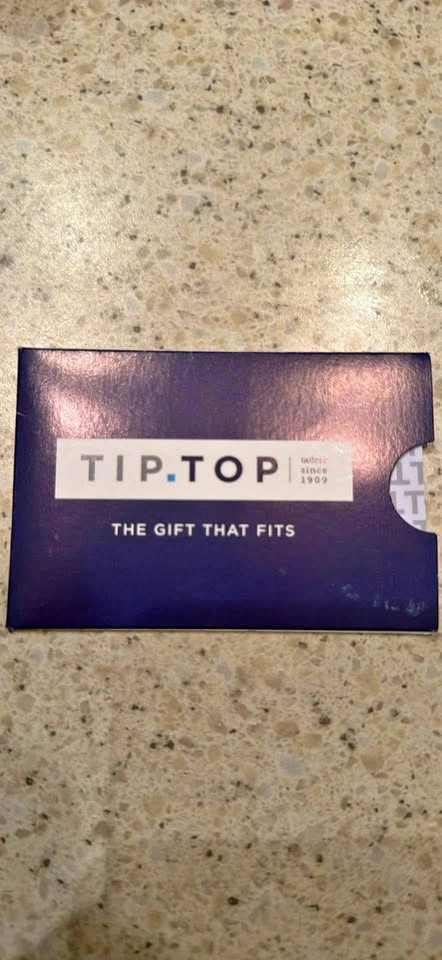 TIP.TOP
tailors
since
1909
THE GIFT THAT FITS